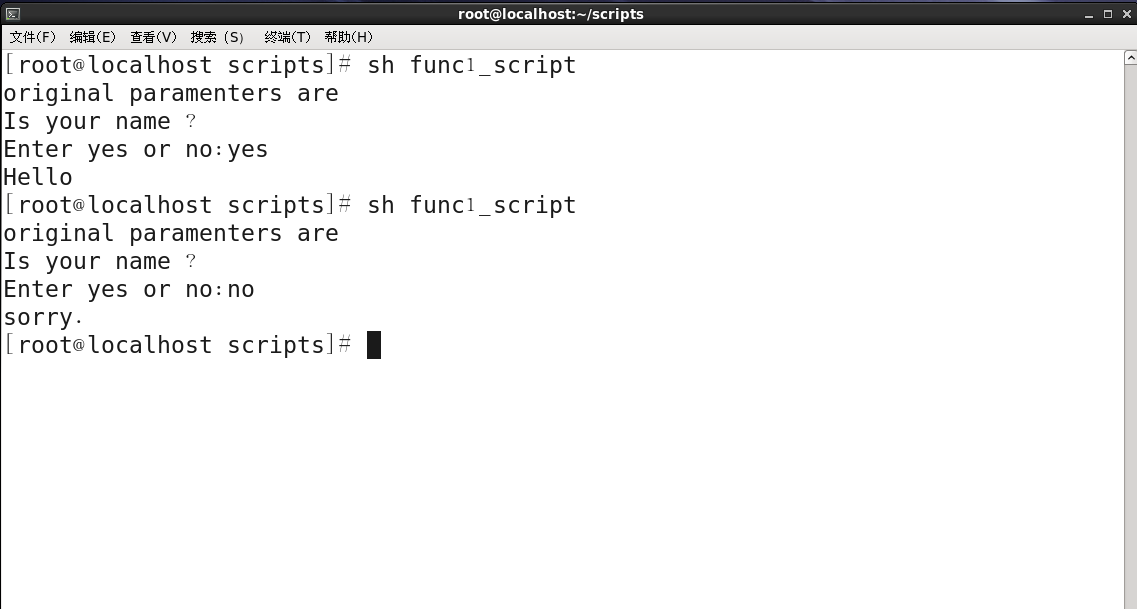 root@localhost:~/scripts
文件(F) 编辑(E) 查看(V) 搜索 (S) 终端(T) 帮助(H)
[root@localhost scripts]# sh func1_script
original paramenters are
Is your name ?
Enter yes or no:yes
Hello
[root@localhost scripts]# sh func1_script
original paramenters are
Is your name ?
Enter yes or no:no
sorry.
[root@localhost scripts]#